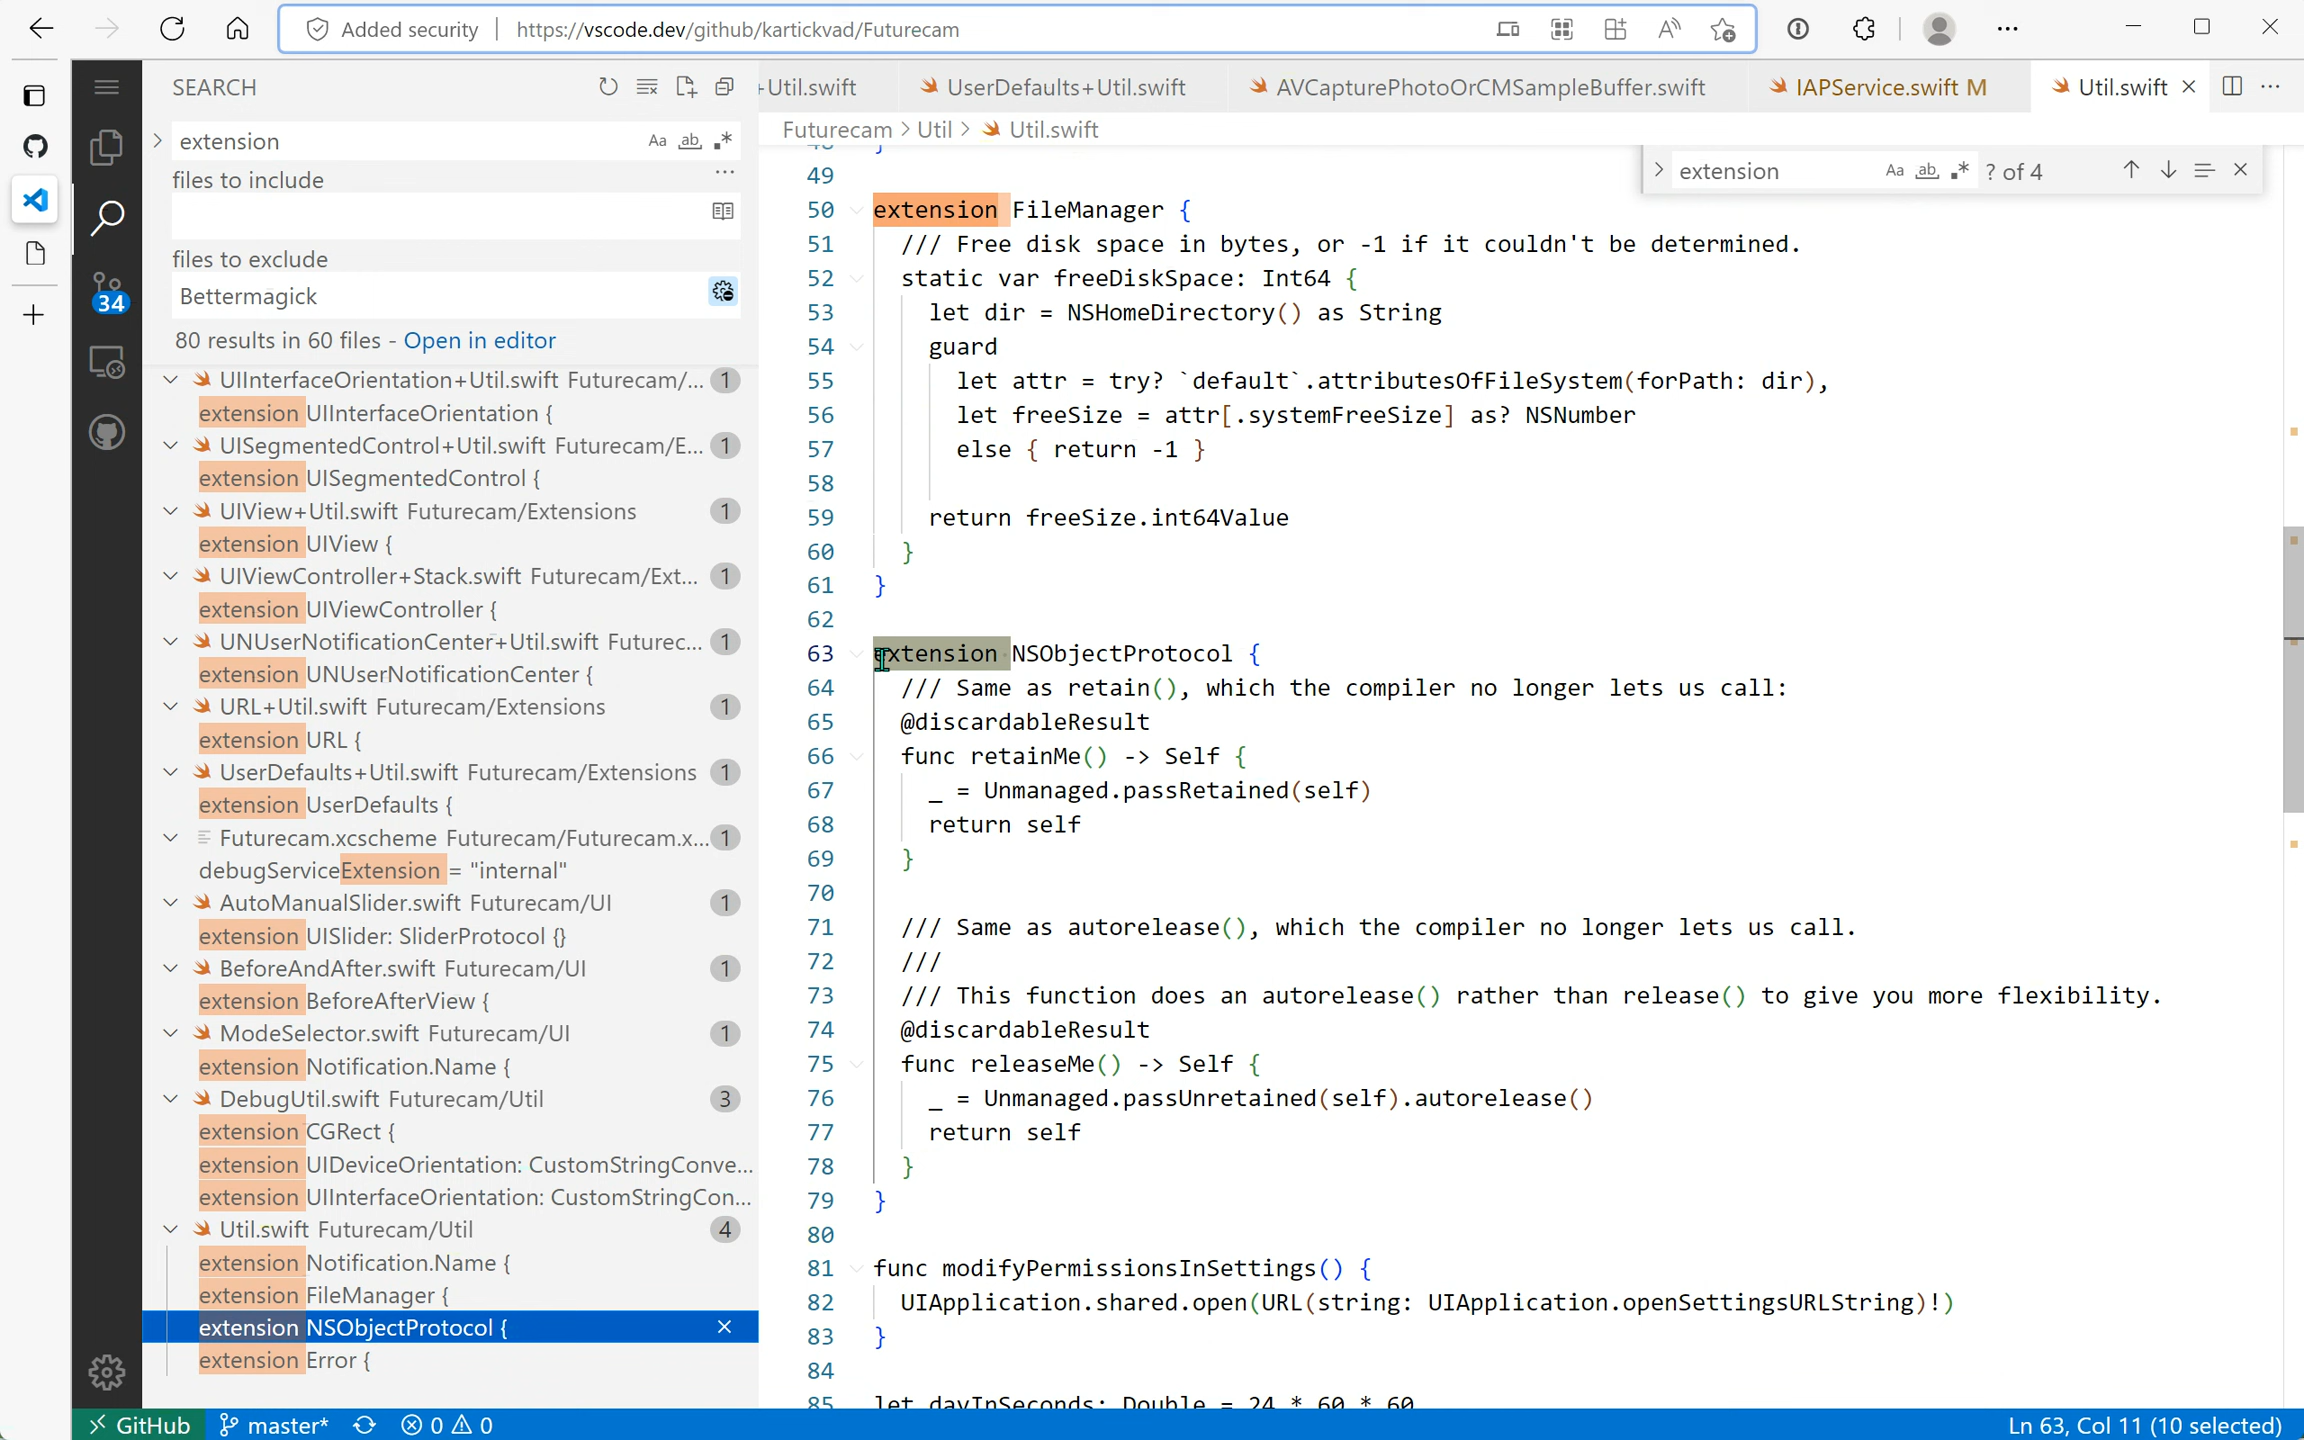 Added security
https://vscode.dev/github/kartickvad/Futurecam
SEARCH
extension
Aa ab .*
files to include
...
files to exclude
Bettermagick
80 results in 60 files - Open in editor
34
UIInterfaceOrientation+Util.swift Futurecam/... 1
extension UIInterfaceOrientation {
UISegmentedControl+Util.swift Futurecam/E... 1
extension UISegmentedControl {
UIView+Util.swift Futurecam/Extensions 1
extension UIView {
UIViewController+Stack.swift Futurecam/Ext... 1
extension UIViewController {
UNUserNotificationCenter+Util.swift Futurec... 1
extension UNUserNotificationCenter {
URL+Util.swift Futurecam/Extensions 1
extension URL {
UserDefaults+Util.swift Futurecam/Extensions 1
extension UserDefaults {
Futurecam.xcscheme Futurecam/Futurecam.x... 1
debugServiceExtension = "internal"
AutoManualSlider.swift Futurecam/UI 1
extension UISlider: SliderProtocol {}
BeforeAndAfter.swift Futurecam/UI 1
extension BeforeAfterView {
ModeSelector.swift Futurecam/UI 1
extension Notification.Name {
DebugUtil.swift Futurecam/Util 3
extension CGRect {
extension UIDeviceOrientation: CustomStringConve...
extension UIInterfaceOrientation: CustomStringCon...
Util.swift Futurecam/Util 4
extension Notification.Name {
extension FileManager {
extension NSObjectProtocol {
extension Error {
+Util.swift
UserDefaults+Util.swift
AVCapturePhotoOrCMSampleBuffer.swift
IAPService.swift M
Util.swift
Futurecam > Util > Util.swift
extension
Aa ab .*
? of 4
48 }
49
50 extension FileManager {
51 /// Free disk space in bytes, or -1 if it couldn't be determined.
52 static var freeDiskSpace: Int64 {
53 let dir = NSHomeDirectory() as String
54 guard
55 let attr = try? `default`.attributesOfFileSystem(forPath: dir),
56 let freeSize = attr[.systemFreeSize] as? NSNumber
57 else { return -1 }
58
59 return freeSize.int64Value
60 }
61 }
62
63 extension NSObjectProtocol {
64 /// Same as retain(), which the compiler no longer lets us call:
65 @discardableResult
66 func retainMe() -> Self {
67 _ = Unmanaged.passRetained(self)
68 return self
69 }
70
71 /// Same as autorelease(), which the compiler no longer lets us call.
72 ///
73 /// This function does an autorelease() rather than release() to give you more flexibility.
74 @discardableResult
75 func releaseMe() -> Self {
76 _ = Unmanaged.passUnretained(self).autorelease()
77 return self
78 }
79 }
80
81 func modifyPermissionsInSettings() {
82 UIApplication.shared.open(URL(string: UIApplication.openSettingsURLString)!)
83 }
84
85 let dayInSeconds: Double = 24 * 60 * 60
GitHub master* 0 0
Ln 63, Col 11 (10 selected)